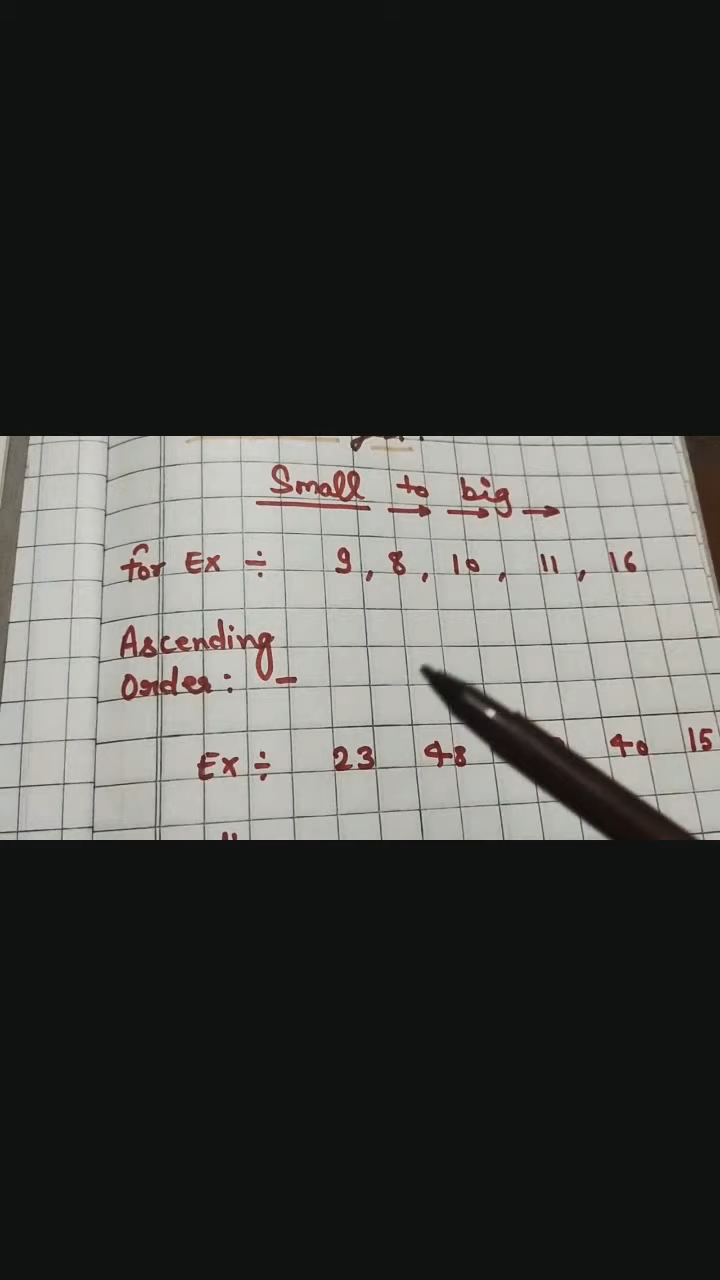 Small to big
for Ex ÷ 9, 8, 10, 11, 16
Ascending
Order: -
Ex ÷ 23 48 40 15